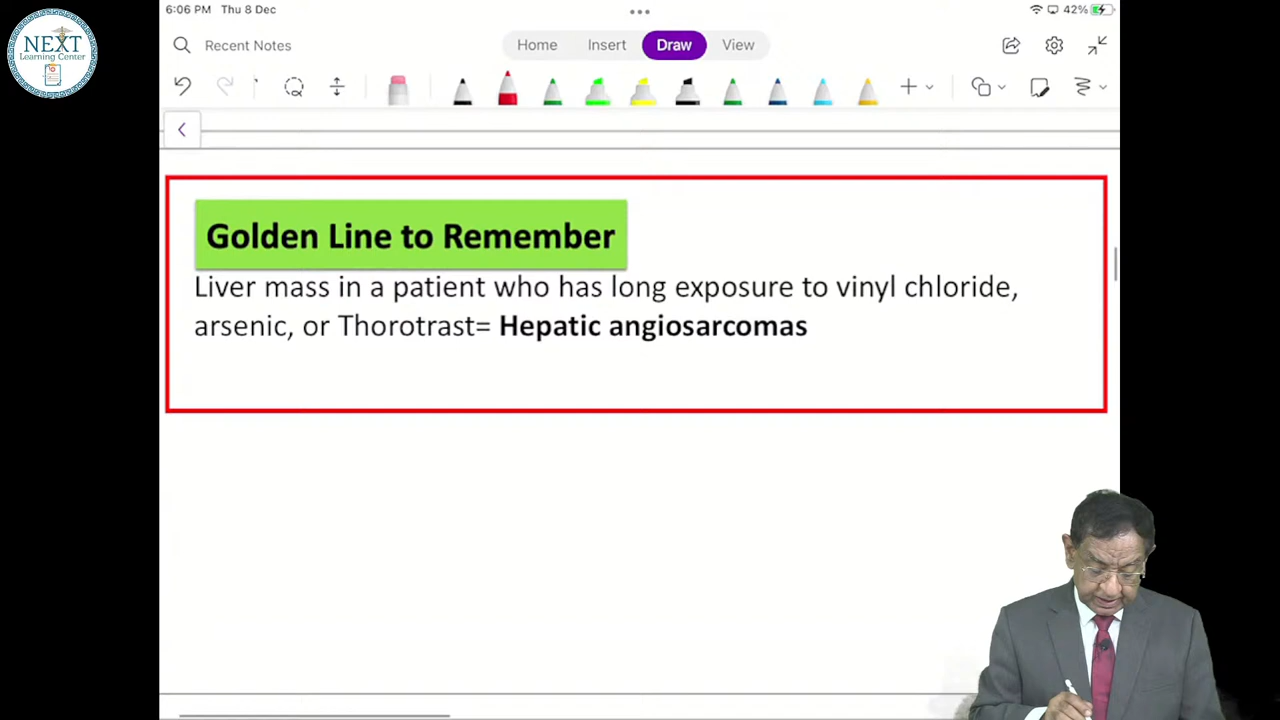 6:06 PM Thu 8 Dec
42%
NEXT
Learning Center
Recent Notes
Home
Insert
Draw
View
Golden Line to Remember
Liver mass in a patient who has long exposure to vinyl chloride,
arsenic, or Thorotrast= Hepatic angiosarcomas